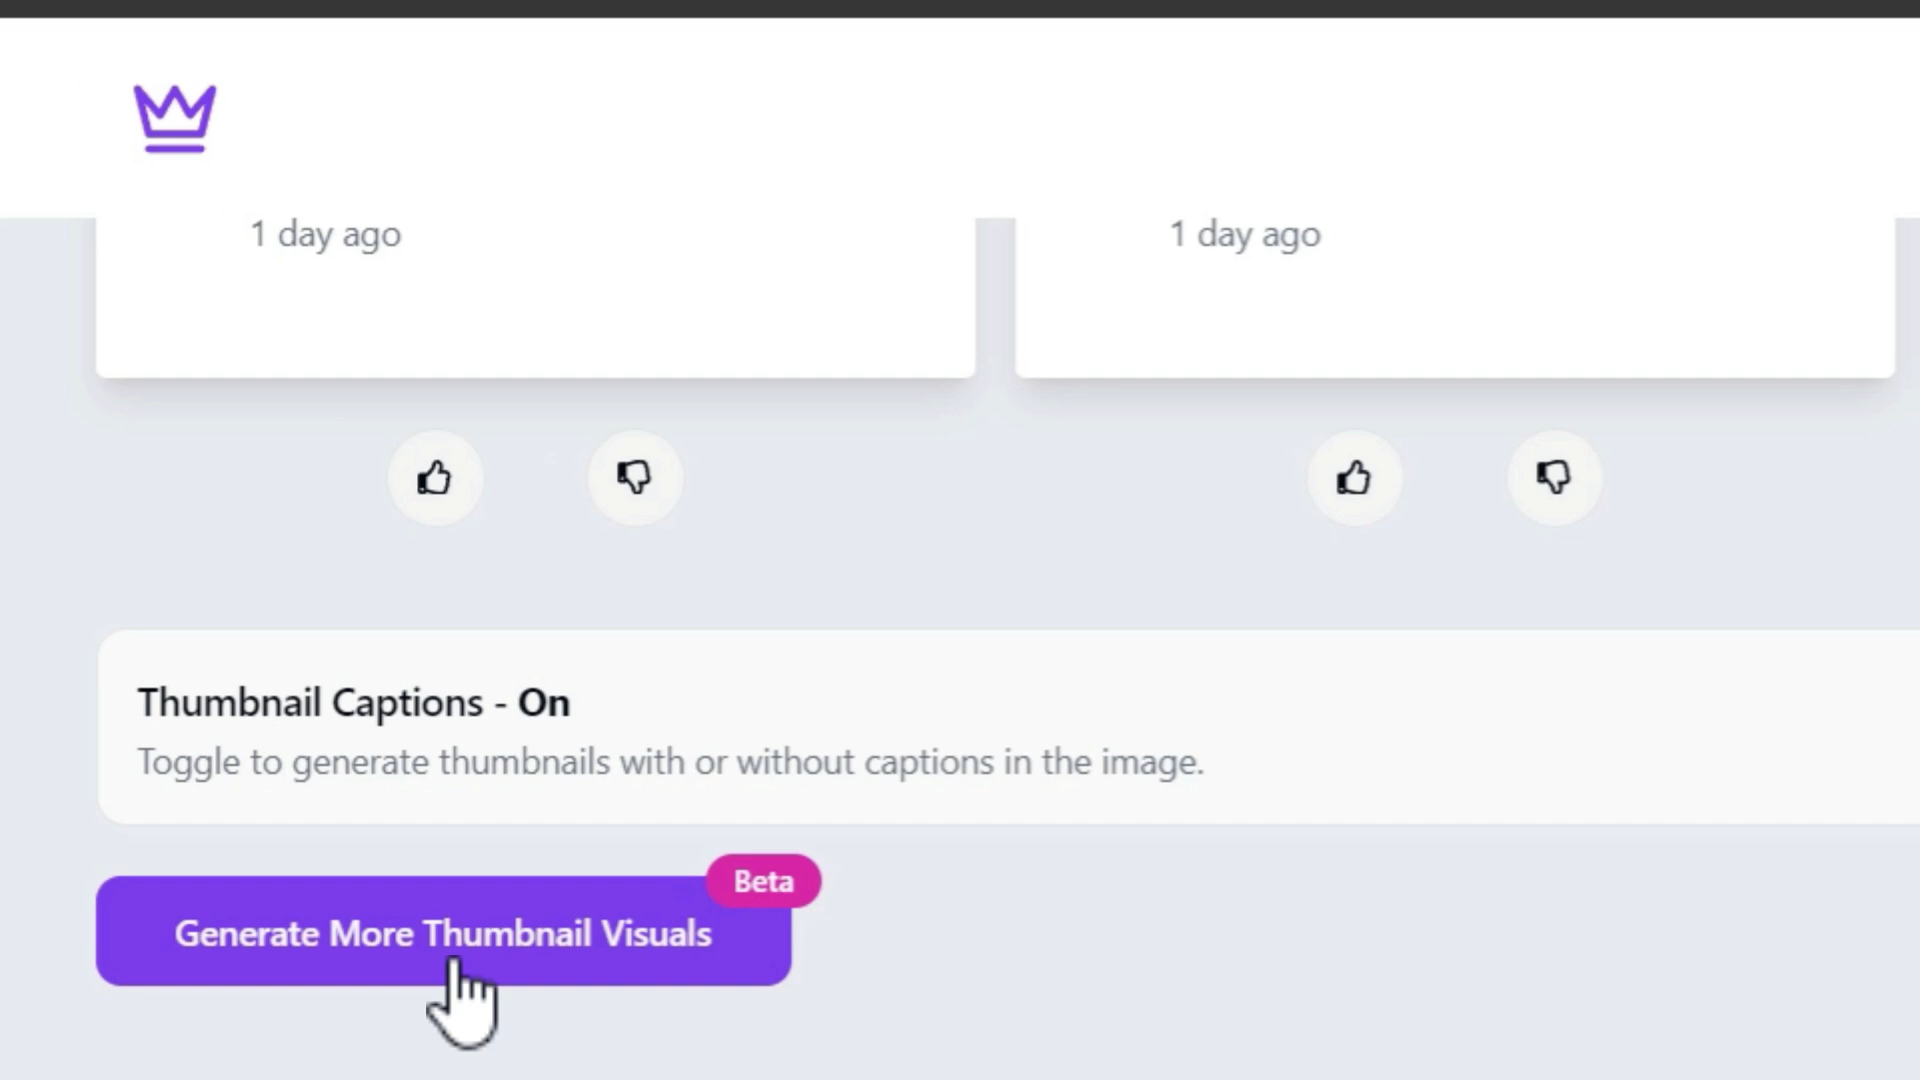 1 day ago
1 day ago
Thumbnail Captions - On
Toggle to generate thumbnails with or without captions in the image.
Beta
Generate More Thumbnail Visuals